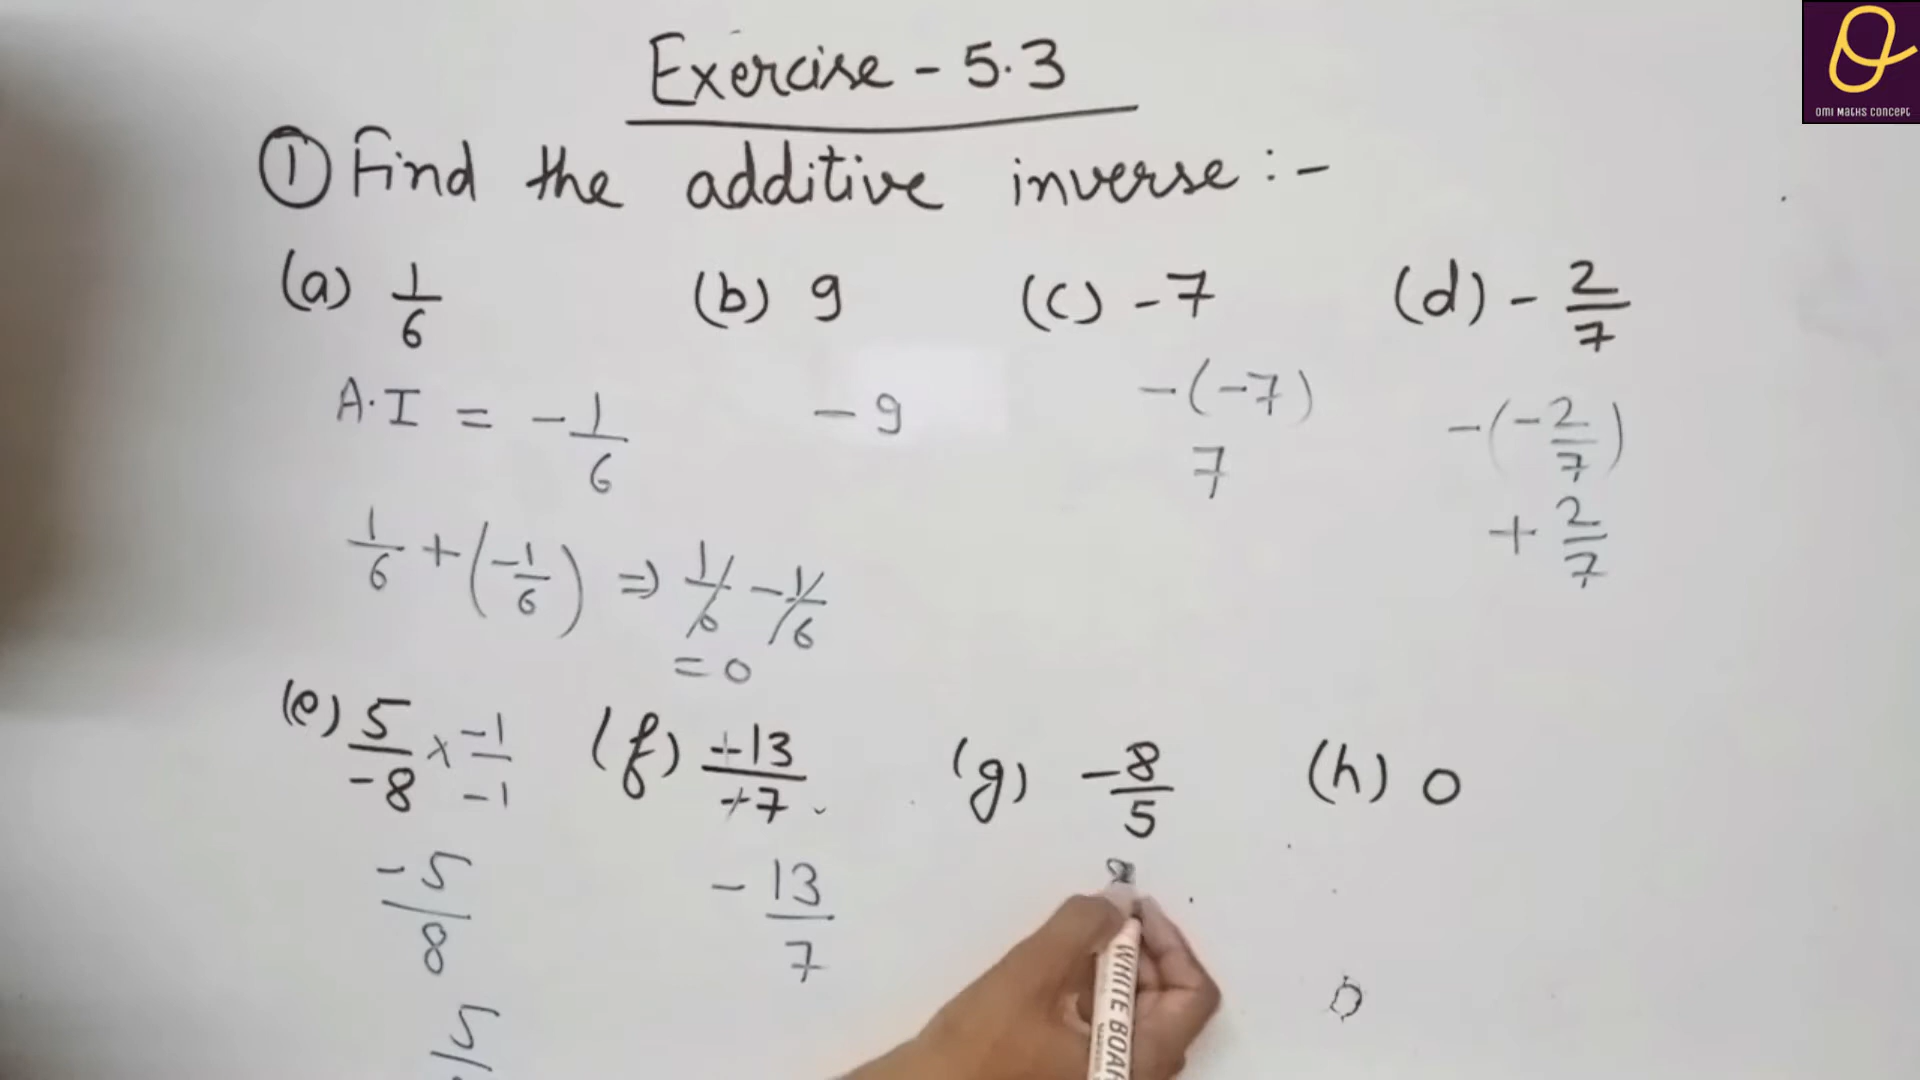 Exercise - 5.3
OMI MATHS CONCEPT
① Find the additive inverse :-
(a) 1/6 (b) 9 (c) -7 (d) - 2/7
A.I = - 1/6 - 9 - (-7) - (- 2/7)
7 + 2/7
1/6 + (- 1/6) ⇒ 1/6 - 1/6
= 0
(e) 5/-8 × -1/-1 (f) +13/+7 (g) - 8/5 (h) 0
- 5/8 - 13/7
5/
0
WHITE BOAR